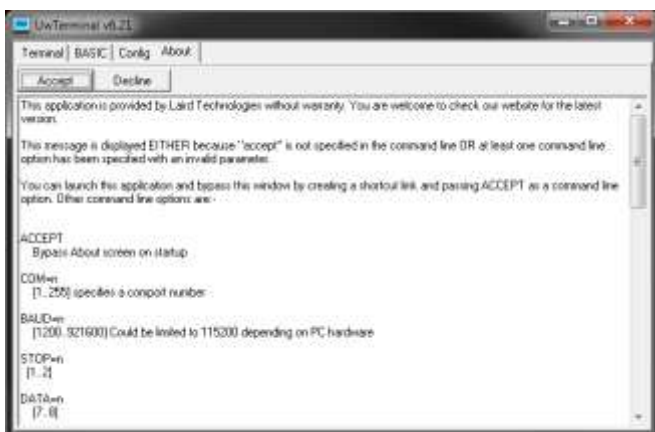 UwTerminal v6.21
Terminal BASIC Config About
Accept Decline
This application is provided by Laird Technologies without warranty. You are welcome to check our website for the latest
version.
This message is displayed EITHER because "accept" is not specified in the command line OR at least one command line
option has been specified with an invalid parameter.
You can launch this application and bypass this window by creating a shortcut link and passing ACCEPT as a command line
option. Other command line options are:-
ACCEPT
Bypass About screen on startup
COM=n
[1..255] specifies a comport number
BAUD=n
[1200..921600] Could be limited to 115200 depending on PC hardware
STOP=n
[1..2]
DATA=n
[7..8]